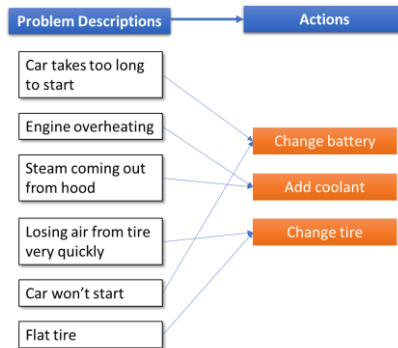 Problem Descriptions
Actions
Car takes too long
to start
Engine overheating
Steam coming out
from hood
Losing air from tire
very quickly
Car won't start
Flat tire
Change battery
Add coolant
Change tire